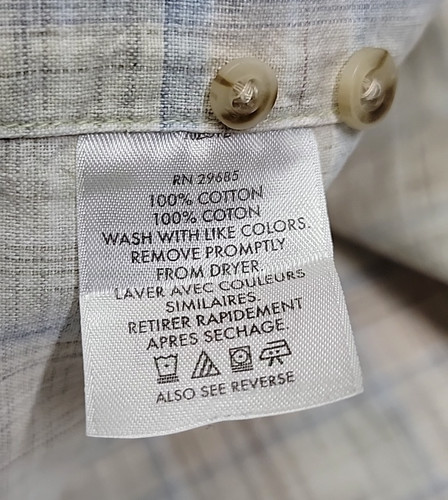 RN 29685
100% COTTON
100% COTON
WASH WITH LIKE COLORS.
REMOVE PROMPTLY
FROM DRYER.
LAVER AVEC COULEURS
SIMILAIRES.
RETIRER RAPIDEMENT
APRES SECHAGE.
ALSO SEE REVERSE